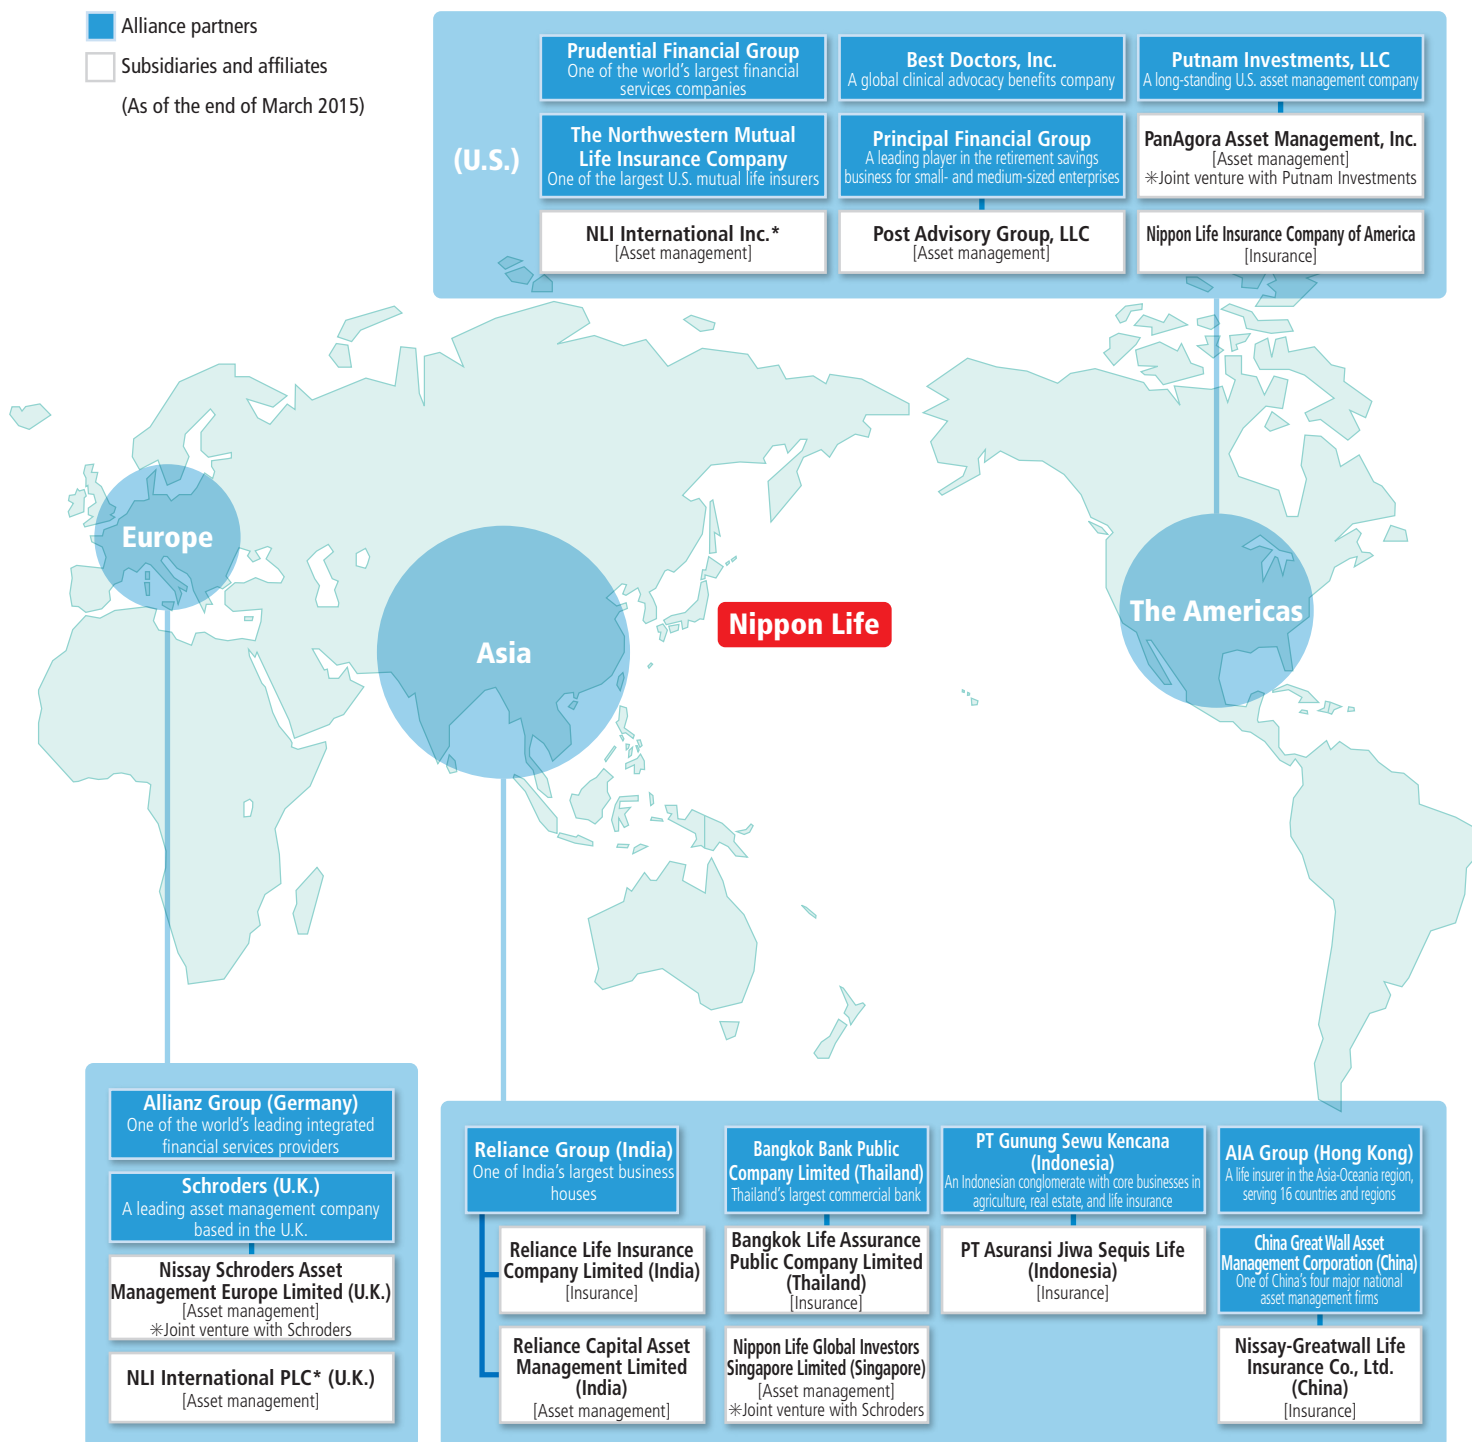 Alliance partners
Subsidiaries and affiliates
(As of the end of March 2015)
(U.S.)
Prudential Financial Group
One of the world's largest financial
services companies
Best Doctors, Inc.
A global clinical advocacy benefits company
Putnam Investments, LLC
A long-standing U.S. asset management company
The Northwestern Mutual
Life Insurance Company
One of the largest U.S. mutual life insurers
Principal Financial Group
A leading player in the retirement savings
business for small- and medium-sized enterprises
PanAgora Asset Management, Inc.
[Asset management]
✳Joint venture with Putnam Investments
NLI International Inc.*
[Asset management]
Post Advisory Group, LLC
[Asset management]
Nippon Life Insurance Company of America
[Insurance]
Europe
Asia
Nippon Life
The Americas
Allianz Group (Germany)
One of the world's leading integrated
financial services providers
Schroders (U.K.)
A leading asset management company
based in the U.K.
Nissay Schroders Asset
Management Europe Limited (U.K.)
[Asset management]
✳Joint venture with Schroders
NLI International PLC* (U.K.)
[Asset management]
Reliance Group (India)
One of India's largest business
houses
Reliance Life Insurance
Company Limited (India)
[Insurance]
Reliance Capital Asset
Management Limited
(India)
[Asset management]
Bangkok Bank Public
Company Limited (Thailand)
Thailand's largest commercial bank
Bangkok Life Assurance
Public Company Limited
(Thailand)
[Insurance]
Nippon Life Global Investors
Singapore Limited (Singapore)
[Asset management]
✳Joint venture with Schroders
PT Gunung Sewu Kencana
(Indonesia)
An Indonesian conglomerate with core businesses in
agriculture, real estate, and life insurance
PT Asuransi Jiwa Sequis Life
(Indonesia)
[Insurance]
AIA Group (Hong Kong)
A life insurer in the Asia-Oceania region,
serving 16 countries and regions
China Great Wall Asset
Management Corporation (China)
One of China's four major national
asset management firms
Nissay-Greatwall Life
Insurance Co., Ltd.
(China)
[Insurance]